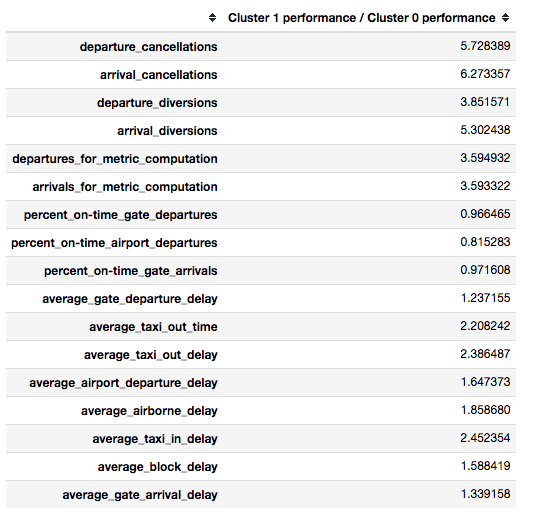 Cluster 1 performance / Cluster 0 performance
departure_cancellations 5.728389
arrival_cancellations 6.273357
departure_diversions 3.851571
arrival_diversions 5.302438
departures_for_metric_computation 3.594932
arrivals_for_metric_computation 3.593322
percent_on-time_gate_departures 0.966465
percent_on-time_airport_departures 0.815283
percent_on-time_gate_arrivals 0.971608
average_gate_departure_delay 1.237155
average_taxi_out_time 2.208242
average_taxi_out_delay 2.386487
average_airport_departure_delay 1.647373
average_airborne_delay 1.858680
average_taxi_in_delay 2.452354
average_block_delay 1.588419
average_gate_arrival_delay 1.339158